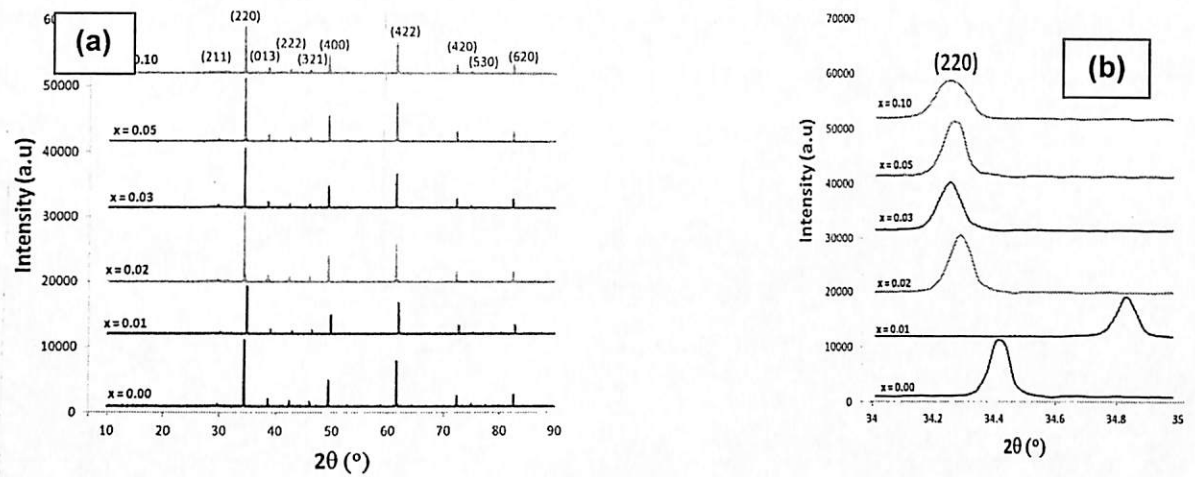 (a)
60
50000
40000
30000
20000
10000
0
Intensity (a.u)
(220)
(211)
(013)
(222)
(321)
(400)
(422)
(420)
(530)
(620)
0.10
x = 0.05
x = 0.03
x = 0.02
x = 0.01
x = 0.00
10 20 30 40 50 60 70 80 90
2θ (°)
(b)
70000
60000
50000
40000
30000
20000
10000
0
Intensity (a.u)
(220)
x = 0.10
x = 0.05
x = 0.03
x = 0.02
x = 0.01
x = 0.00
34 34.2 34.4 34.6 34.8 35
2θ (°)